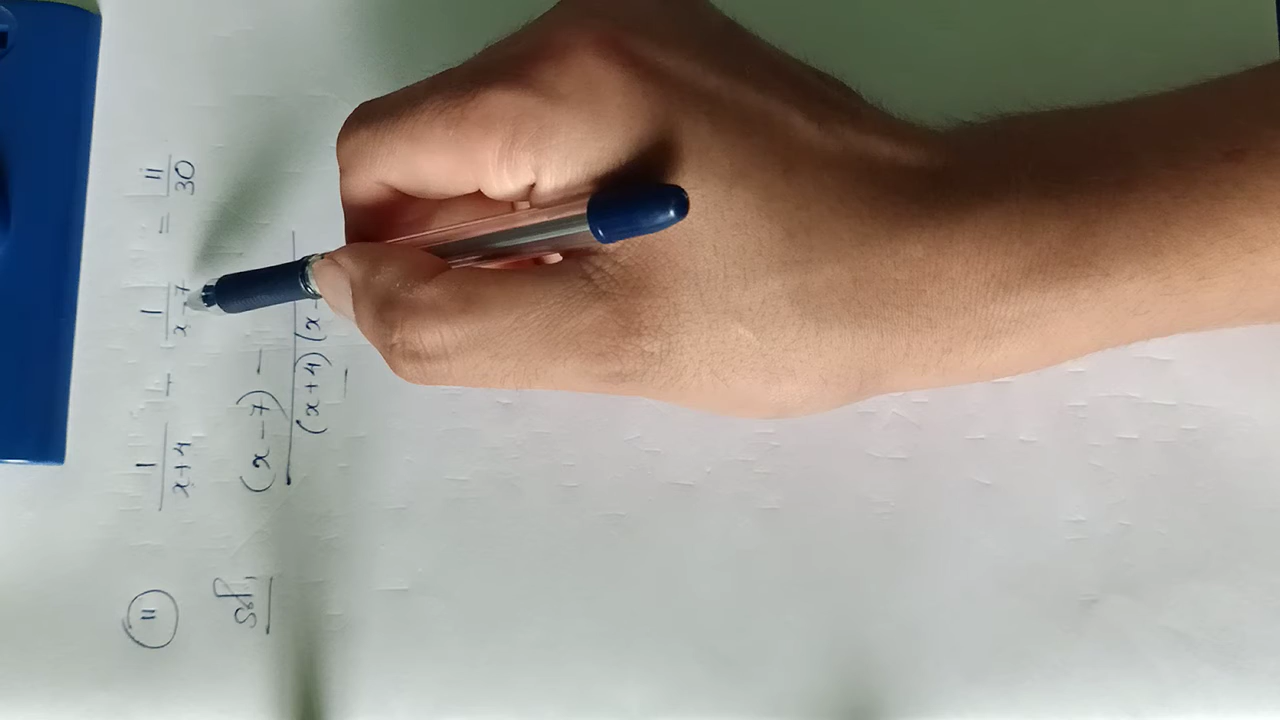 (11) 1/(x+4) - 1/(x-7) = 11/30
Sol, (x-7) -
(x+4)(x-